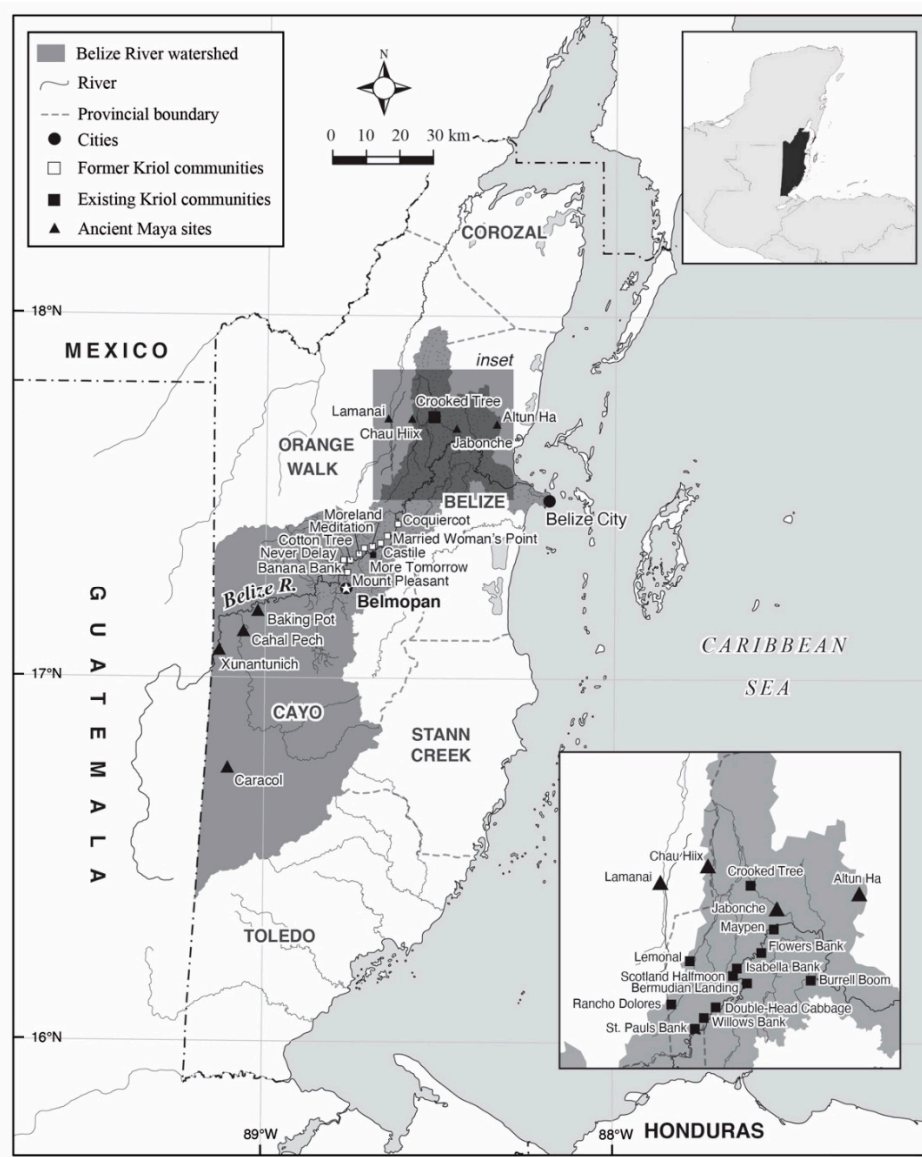 Belize River watershed
River
Provincial boundary
Cities
Former Kriol communities
Existing Kriol communities
Ancient Maya sites
N
0 10 20 30 km
COROZAL
18°N
MEXICO
inset
Crooked Tree
Lamanai
Altun Ha
Chau Hiix
Jabonche
ORANGE
WALK
BELIZE
Belize City
Moreland
Coquiercot
Meditation
Cotton Tree
Married Woman's Point
Never Delay
Castile
Banana Bank
More Tomorrow
Mount Pleasant
Belize R.
Belmopan
GUATEMALA
Baking Pot
Cahal Pech
Xunantunich
17°N
CARIBBEAN
SEA
CAYO
STANN
CREEK
Caracol
TOLEDO
16°N
89°W
88°W
HONDURAS
Chau Hiix
Crooked Tree
Lamanai
Altun Ha
Jabonche
Maypen
Flowers Bank
Lemonal
Isabella Bank
Scotland Halfmoon
Burrell Boom
Bermudian Landing
Rancho Dolores
Double-Head Cabbage
Willows Bank
St. Pauls Bank